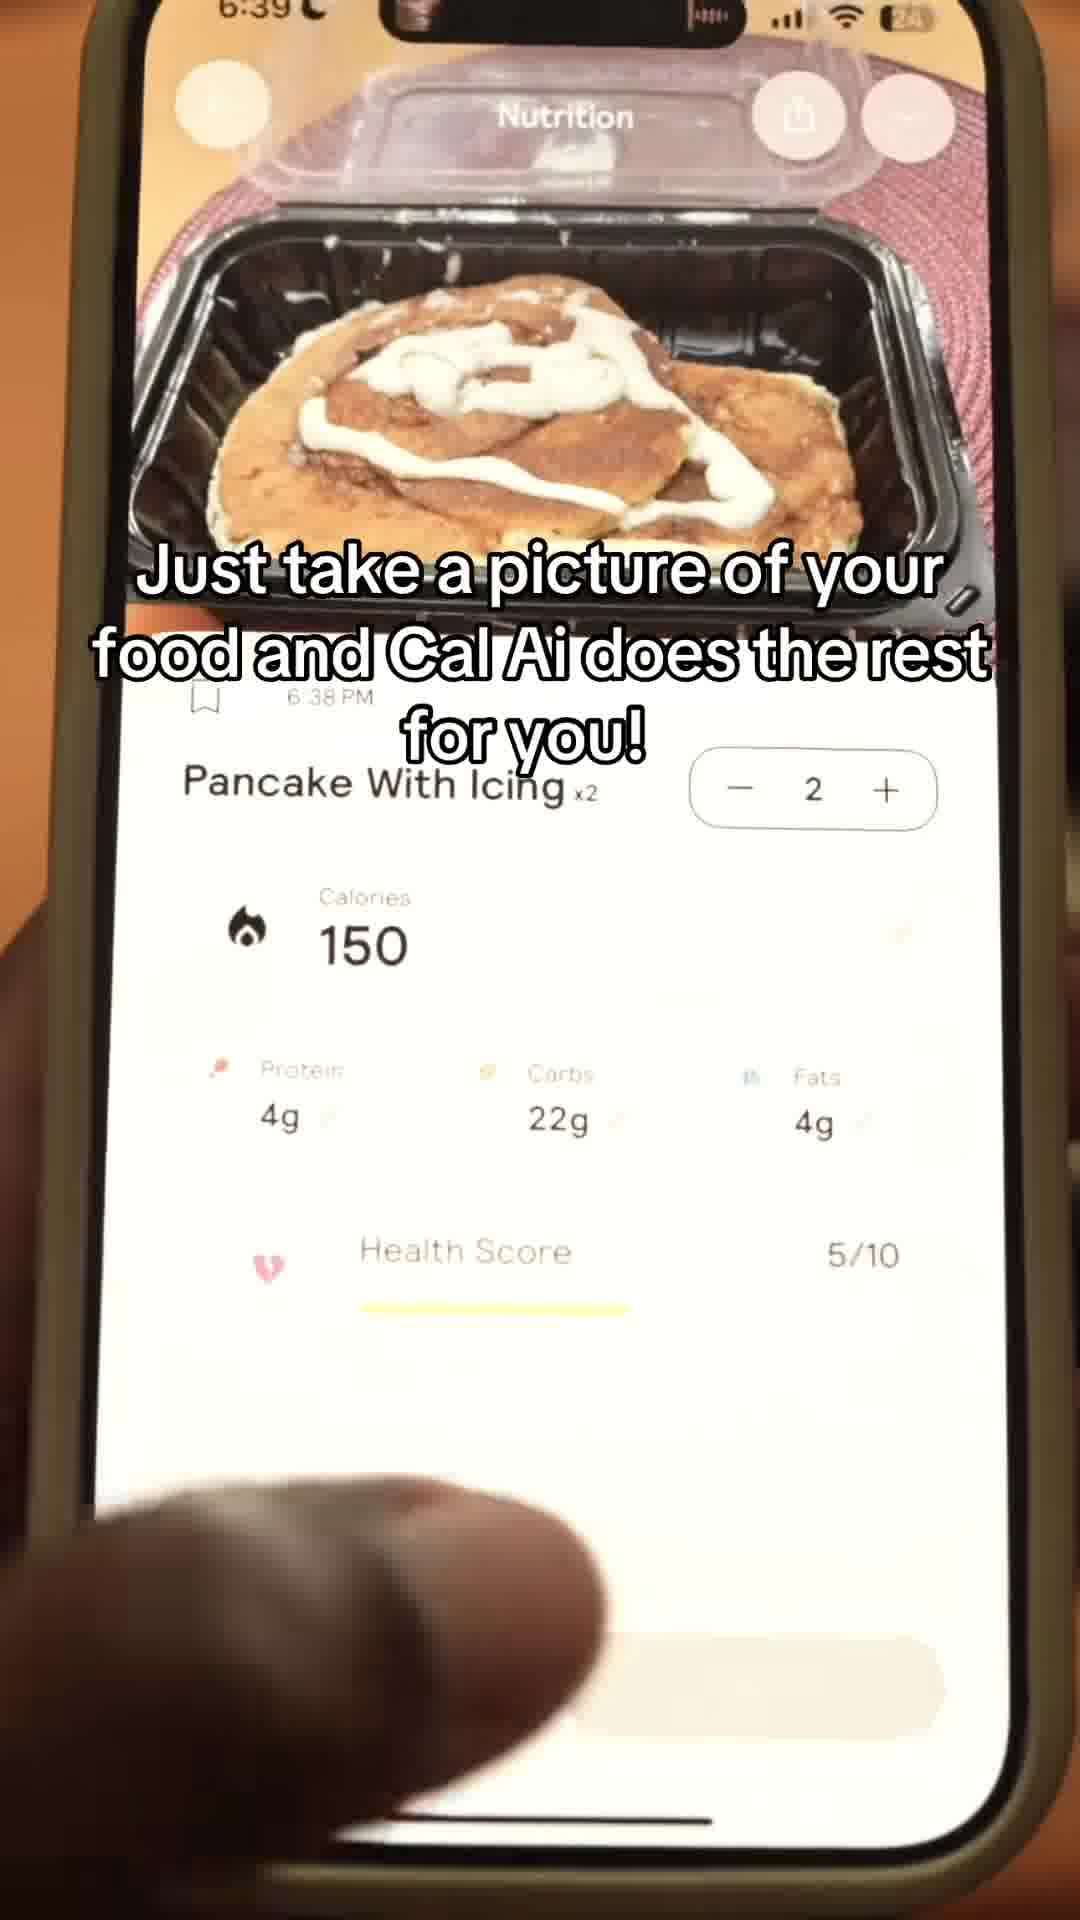 6:39
24
Nutrition
Just take a picture of your
food and Cal Ai does the rest
for you!
6:38 PM
Pancake With Icing x2
2
Calories
150
Protein
Carbs
Fats
4g
22g
4g
Health Score
5/10